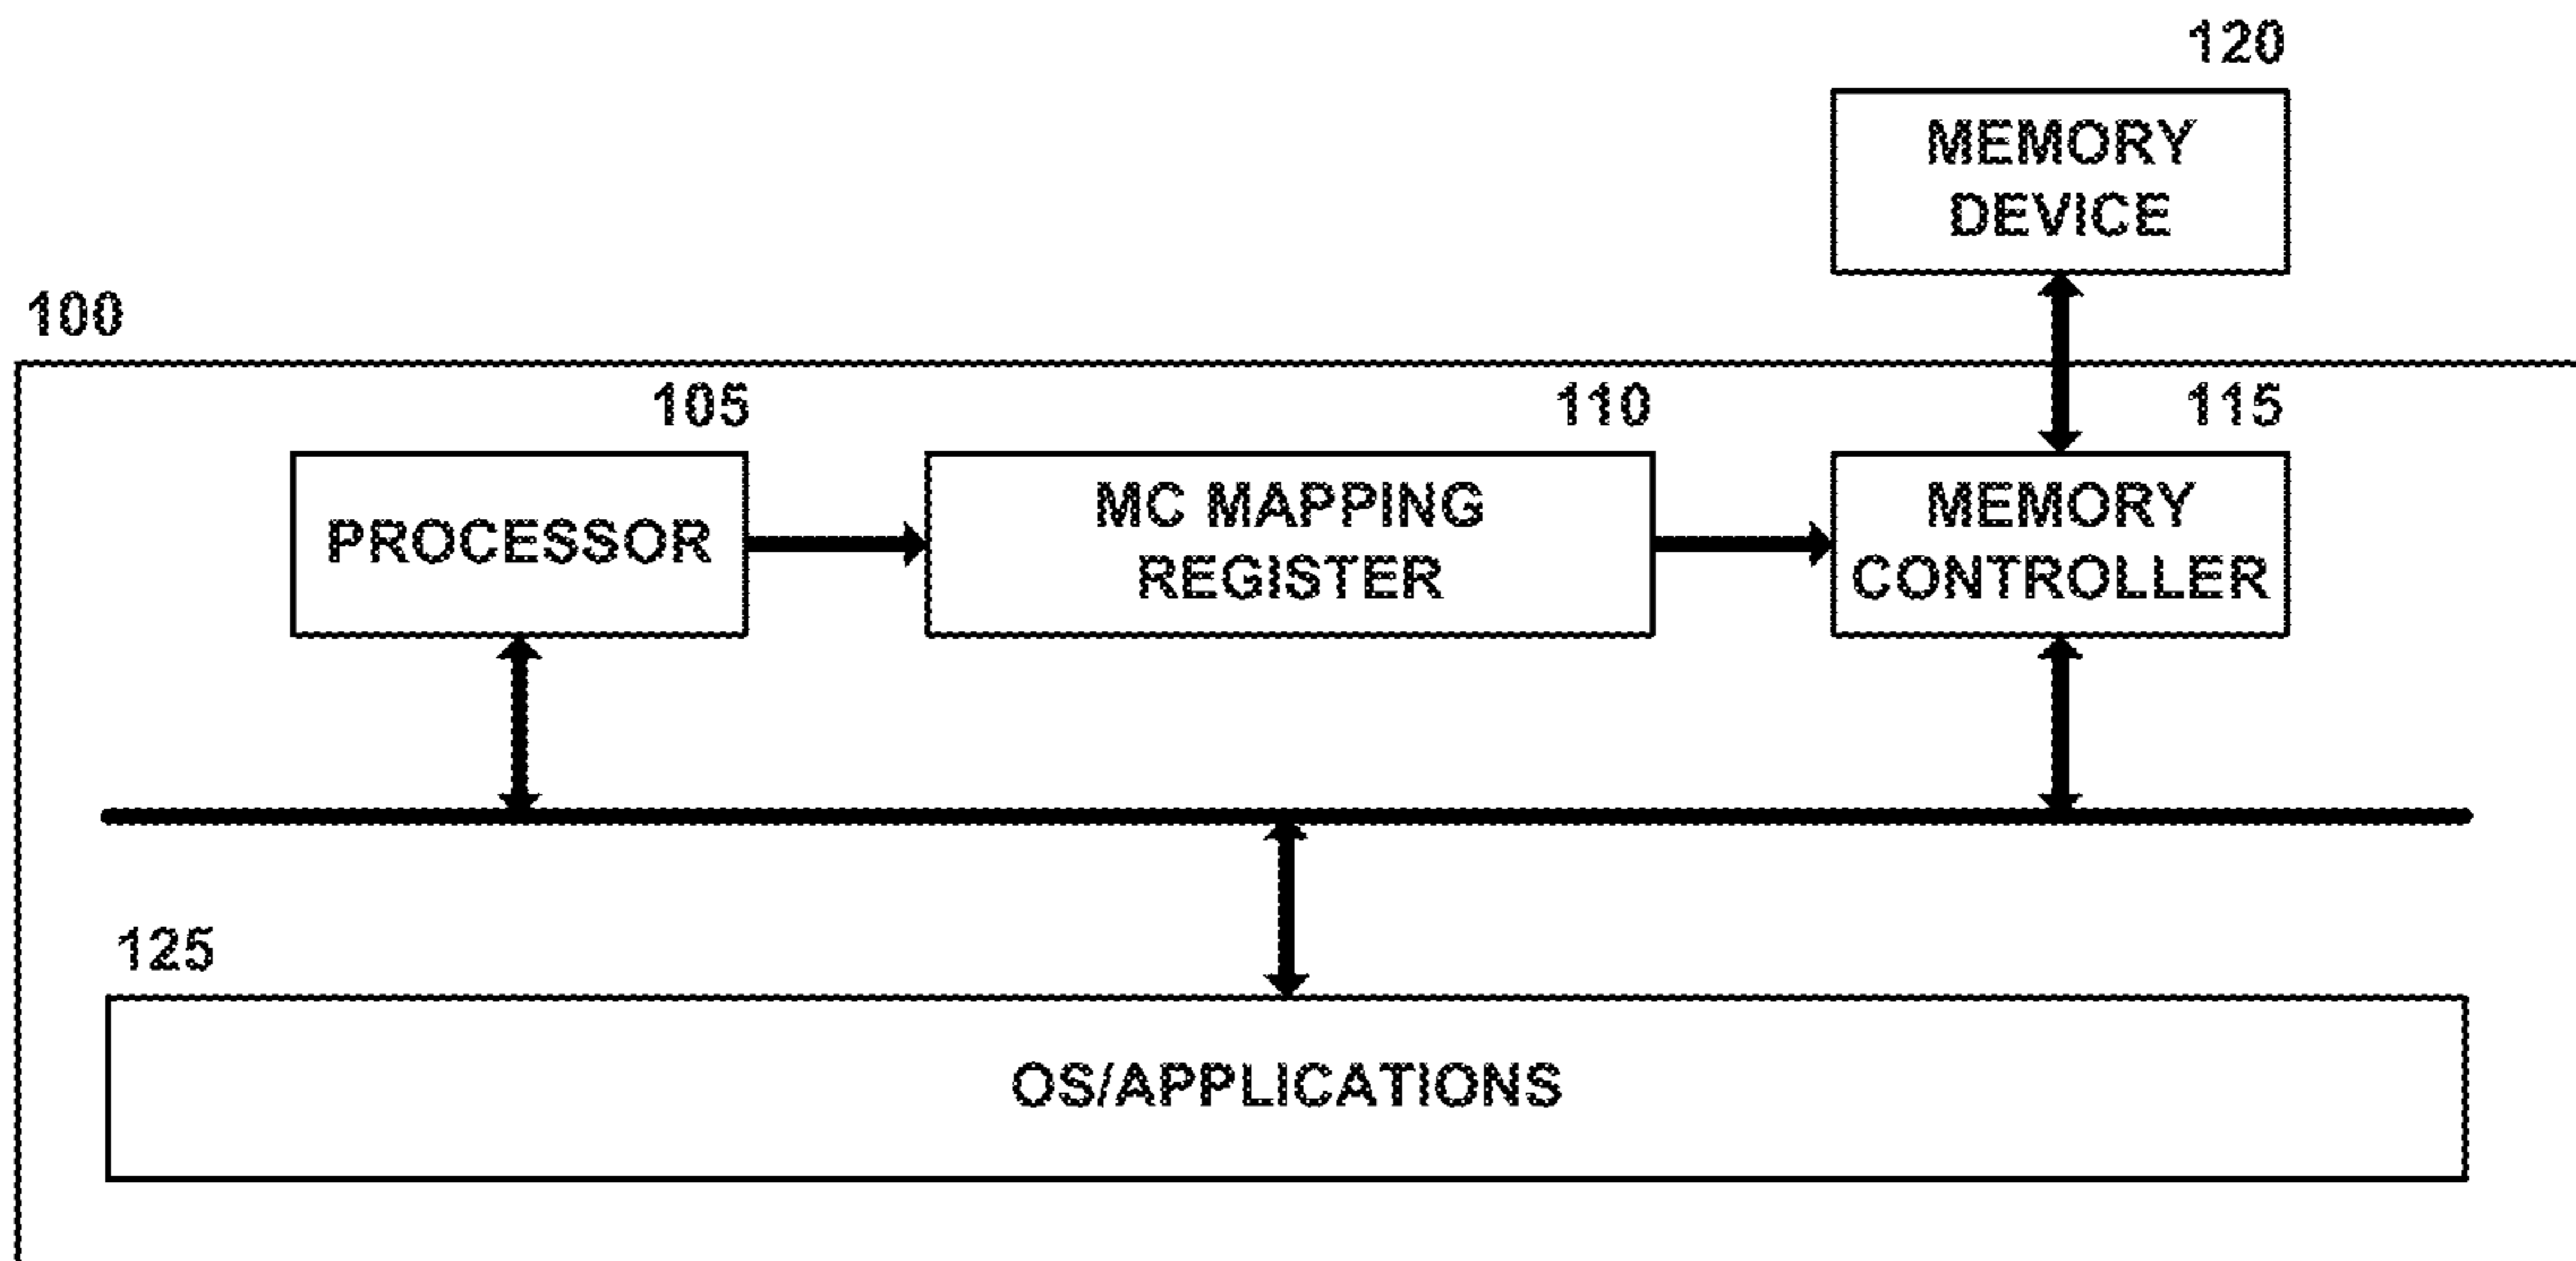 120
MEMORY
DEVICE
100
105
110
115
PROCESSOR
MC MAPPING
REGISTER
MEMORY
CONTROLLER
125
OS/APPLICATIONS